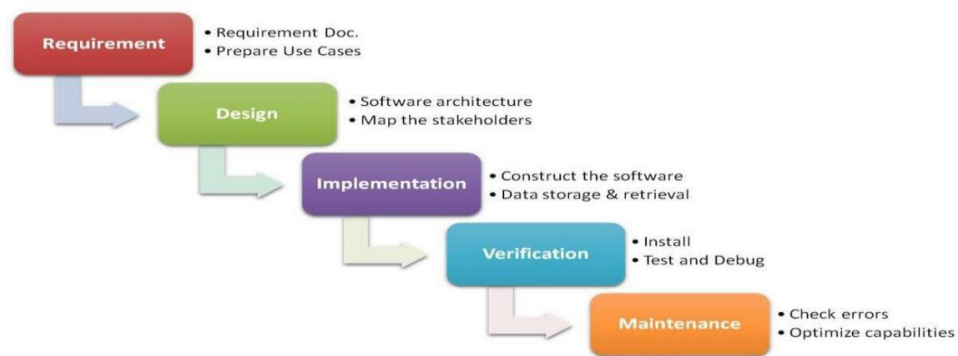 Requirement
• Requirement Doc.
• Prepare Use Cases
Design
• Software architecture
• Map the stakeholders
Implementation
• Construct the software
• Data storage & retrieval
Verification
• Install
• Test and Debug
Maintenance
• Check errors
• Optimize capabilities